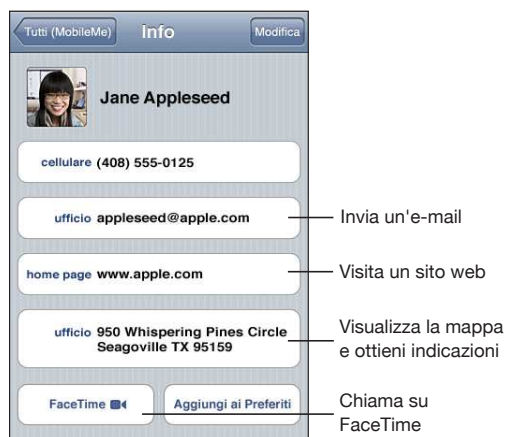 Tutti (MobileMe) Info Modifica
Jane Appleseed
cellulare (408) 555-0125
ufficio appleseed@apple.com
Invia un'e-mail
home page www.apple.com
Visita un sito web
ufficio 950 Whispering Pines Circle
Seagoville TX 95159
Visualizza la mappa
e ottieni indicazioni
FaceTime Aggiungi ai Preferiti
Chiama su
FaceTime